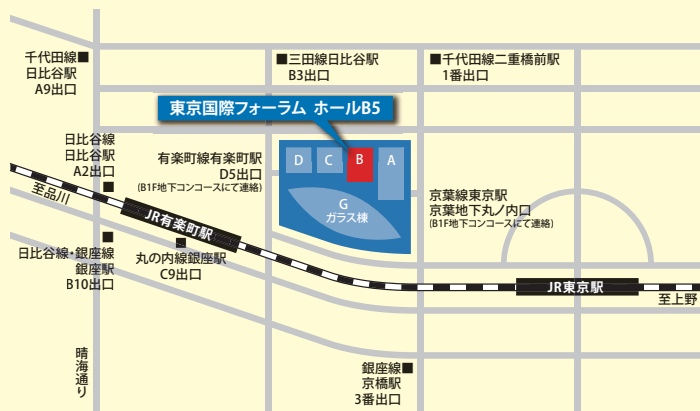 千代田線■
日比谷駅
A9出口
■三田線日比谷駅
B3出口
■千代田線二重橋前駅
1番出口
東京国際フォーラム ホールB5
日比谷線
日比谷駅
A2出口
有楽町線有楽町駅
D5出口
(B1F地下コンコースにて連絡)
D
C
B
A
G
ガラス棟
京葉線東京駅
京葉地下丸ノ内口
(B1F地下コンコースにて連絡)
至品川
JR有楽町駅
日比谷線・銀座線
銀座駅
B10出口
丸の内線銀座駅
C9出口
JR東京駅
至上野
晴海通り
銀座線■
京橋駅
3番出口